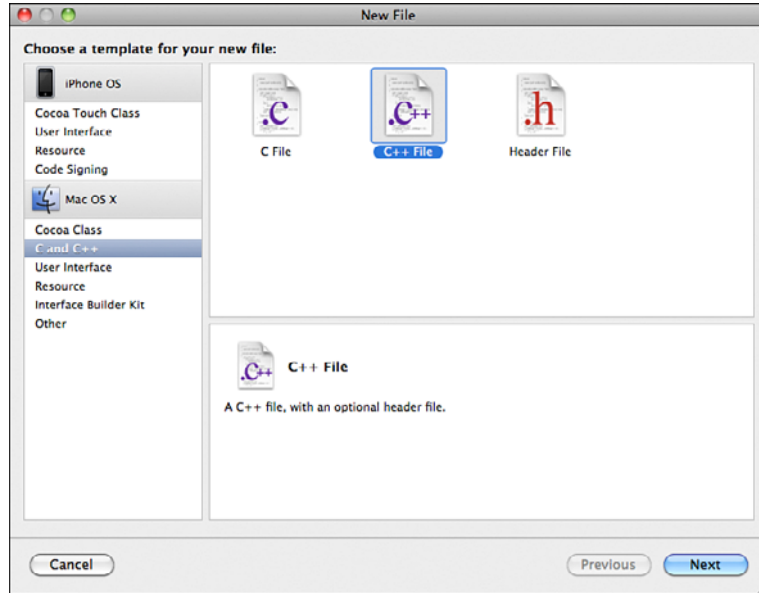 New File
Choose a template for your new file:
iPhone OS
Cocoa Touch Class
User Interface
Resource
Code Signing
Mac OS X
Cocoa Class
C and C++
User Interface
Resource
Interface Builder Kit
Other
.c
.C++
.h
C File
C++ File
Header File
.C++
C++ File
A C++ file, with an optional header file.
Cancel
Previous
Next